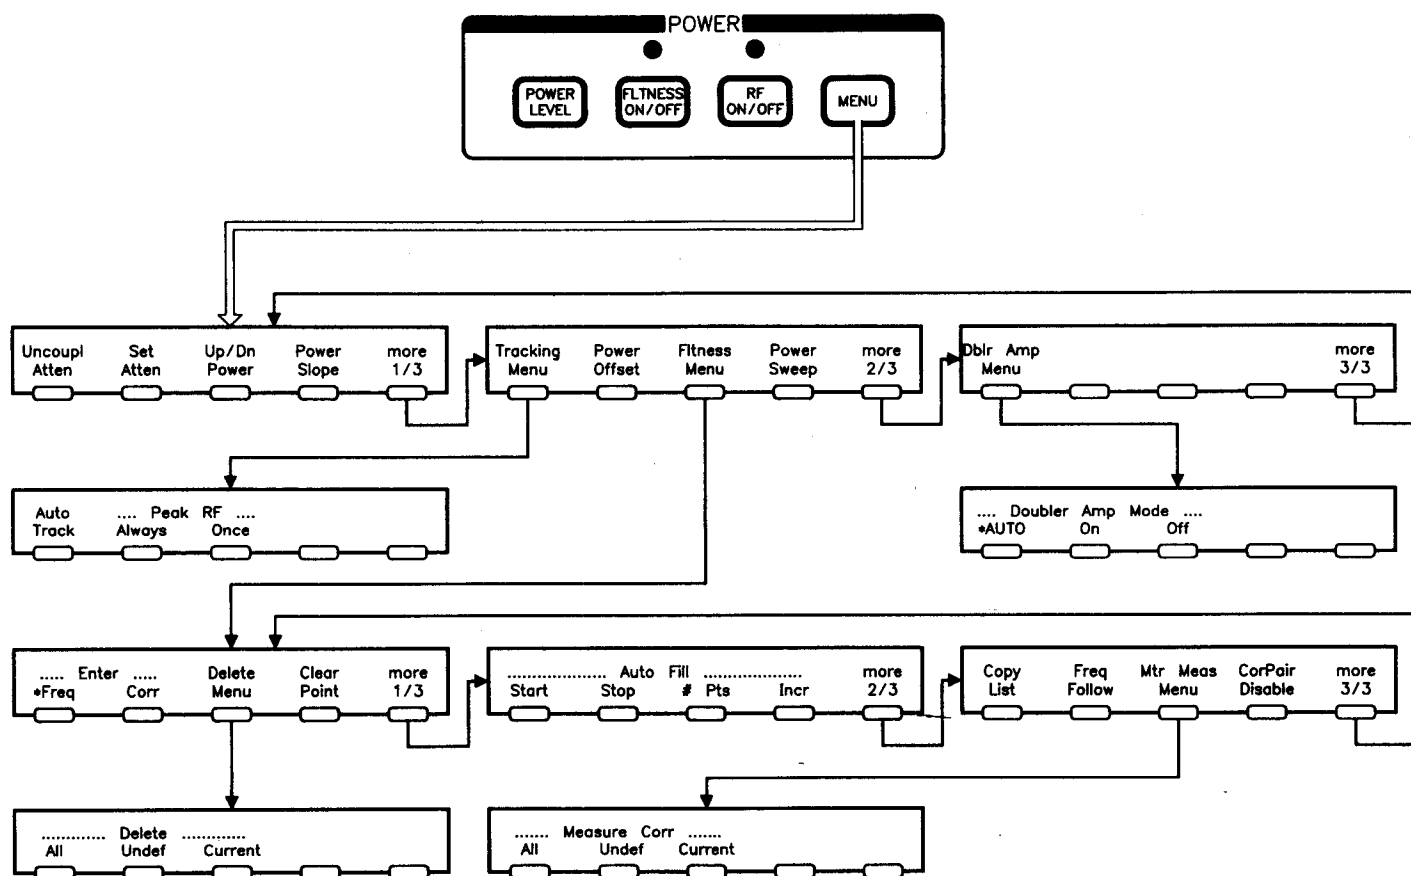 POWER
POWER LEVEL
FLTNESS ON/OFF
RF ON/OFF
MENU
Uncoupl Set Up/Dn Power more
Atten Atten Power Slope 1/3
Tracking Power Fltness Power more
Menu Offset Menu Sweep 2/3
Dblr Amp more
Menu 3/3
Auto .... Peak RF ....
Track Always Once
.... Doubler Amp Mode ....
*AUTO On Off
..... Enter ..... Delete Clear more
*Freq Corr Menu Point 1/3
...................... Auto Fill ...................... more
Start Stop # Pts Incr 2/3
Copy Freq Mtr Meas CorPair more
List Follow Menu Disable 3/3
............. Delete .............
All Undef Current
....... Measure Corr .......
All Undef Current